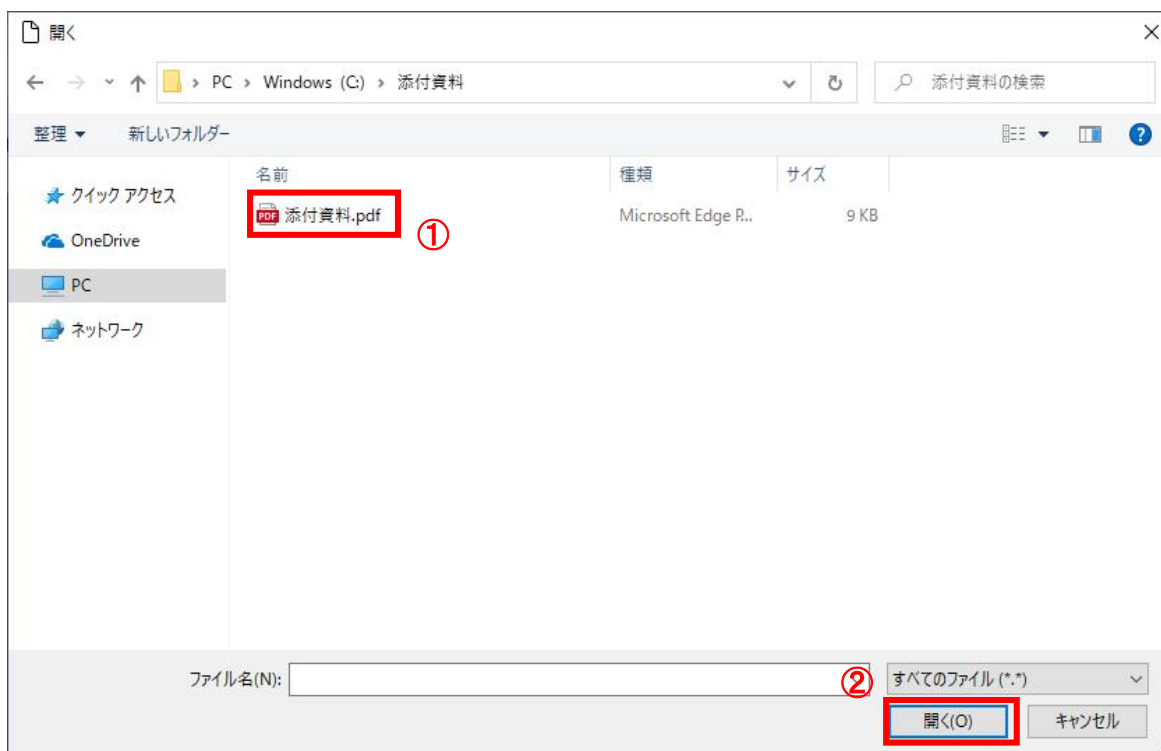 開く
PC › Windows (C:) › 添付資料
添付資料の検索
整理 新しいフォルダー
名前 種類 サイズ
クイック アクセス
PDF 添付資料.pdf Microsoft Edge P... 9 KB
①
OneDrive
PC
ネットワーク
ファイル名(N):
② すべてのファイル (*.*)
開く(O) キャンセル